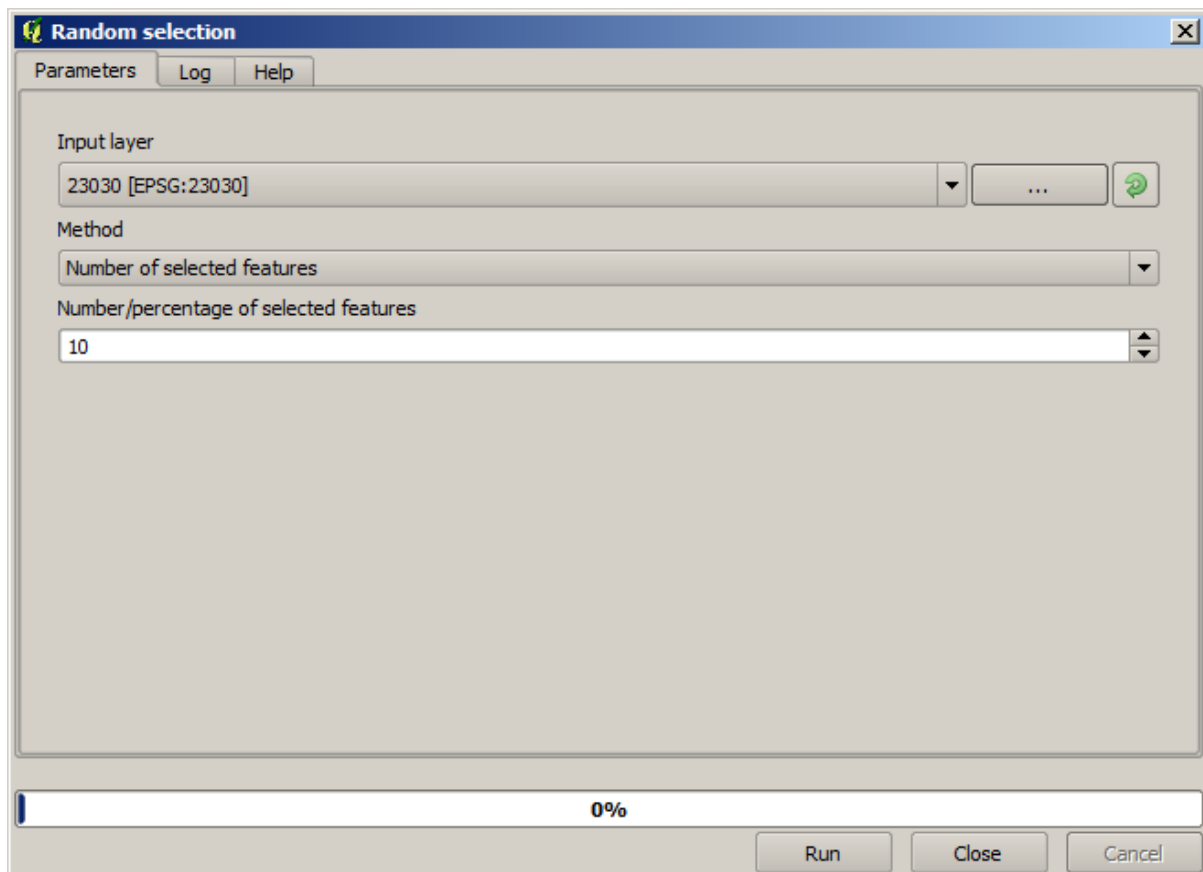 Random selection
Parameters Log Help
Input layer
23030 [EPSG:23030]
...
Method
Number of selected features
Number/percentage of selected features
10
0%
Run Close Cancel